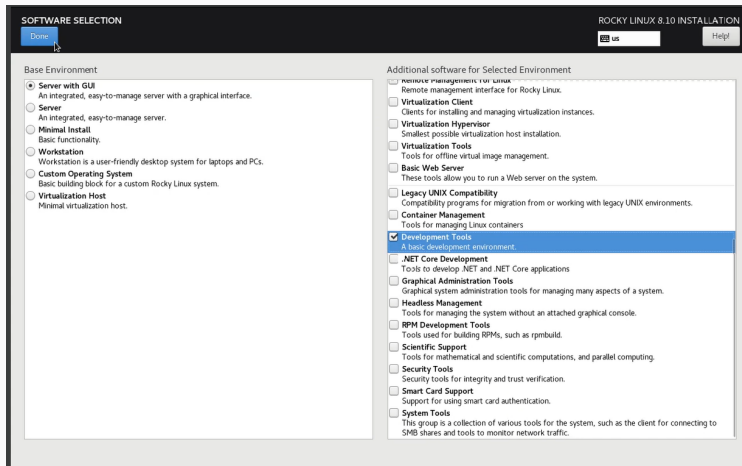 SOFTWARE SELECTION
Done
ROCKY LINUX 8.10 INSTALLATION
us
Help!
Base Environment
Server with GUI
An integrated, easy-to-manage server with a graphical interface.
Server
An integrated, easy-to-manage server.
Minimal Install
Basic functionality.
Workstation
Workstation is a user-friendly desktop system for laptops and PCs.
Custom Operating System
Basic building block for a custom Rocky Linux system.
Virtualization Host
Minimal virtualization host.
Additional software for Selected Environment
Remote Management for Linux
Remote management interface for Rocky Linux.
Virtualization Client
Clients for installing and managing virtualization instances.
Virtualization Hypervisor
Smallest possible virtualization host installation.
Virtualization Tools
Tools for offline virtual image management.
Basic Web Server
These tools allow you to run a Web server on the system.
Legacy UNIX Compatibility
Compatibility programs for migration from or working with legacy UNIX environments.
Container Management
Tools for managing Linux containers
Development Tools
A basic development environment.
.NET Core Development
Tools to develop .NET and .NET Core applications
Graphical Administration Tools
Graphical system administration tools for managing many aspects of a system.
Headless Management
Tools for managing the system without an attached graphical console.
RPM Development Tools
Tools used for building RPMs, such as rpmbuild.
Scientific Support
Tools for mathematical and scientific computations, and parallel computing.
Security Tools
Security tools for integrity and trust verification.
Smart Card Support
Support for using smart card authentication.
System Tools
This group is a collection of various tools for the system, such as the client for connecting to
SMB shares and tools to monitor network traffic.